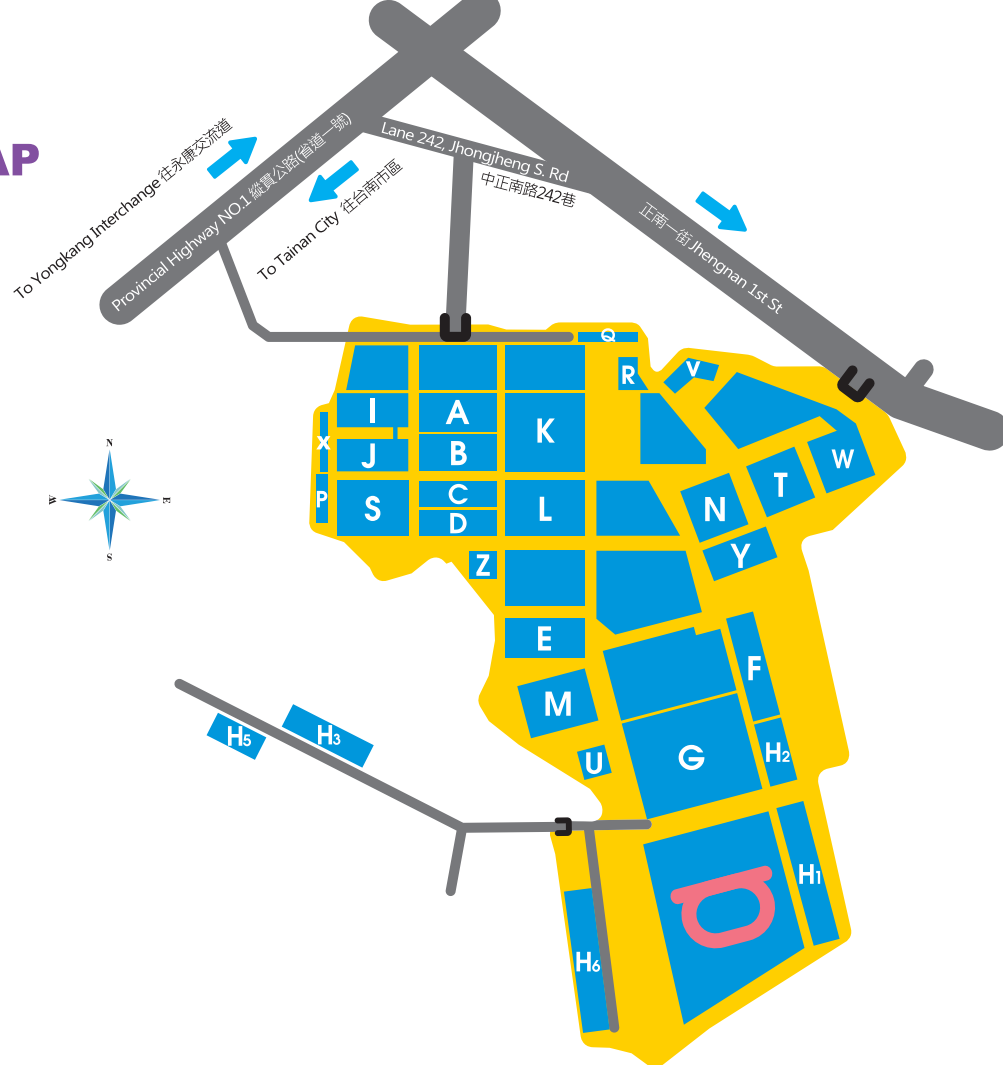 AP
To Yongkang Interchange 往永康交流道
Provincial Highway NO.1 縱貫公路(省道一號)
To Tainan City 往台南市區
Lane 242, Jhongjheng S. Rd
中正南路242巷
正南一街 Jhengnan 1st St
Q
R
V
I
A
K
X
J
B
W
P
S
C
D
L
N
T
Z
Y
E
F
M
H5
H3
U
G
H2
H1
H6
N
W
E
S